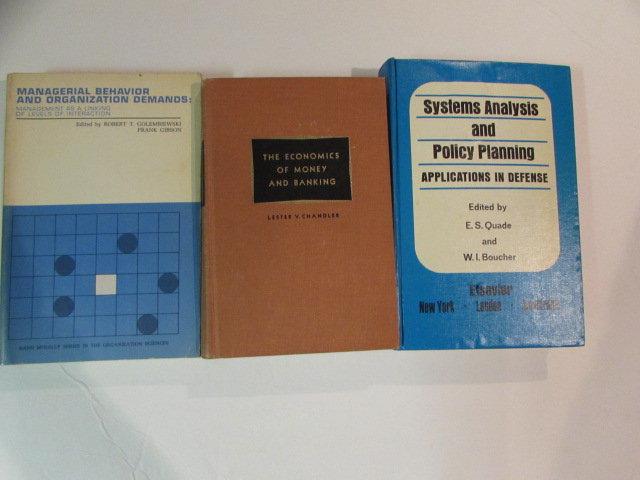 MANAGERIAL BEHAVIOR
AND ORGANIZATION DEMANDS:
MANAGEMENT AS A LINKING
OF LEVELS OF INTERACTION
Edited by ROBERT T. GOLEMBIEWSKI
FRANK GIBSON
RAND MCNALLY SERIES IN THE ORGANIZATION SCIENCES
THE ECONOMICS
OF MONEY
AND BANKING
LESTER V. CHANDLER
Systems Analysis
and
Policy Planning
APPLICATIONS IN DEFENSE
Edited by
E. S. Quade
and
W. I. Boucher
Elsevier
New York · London ·